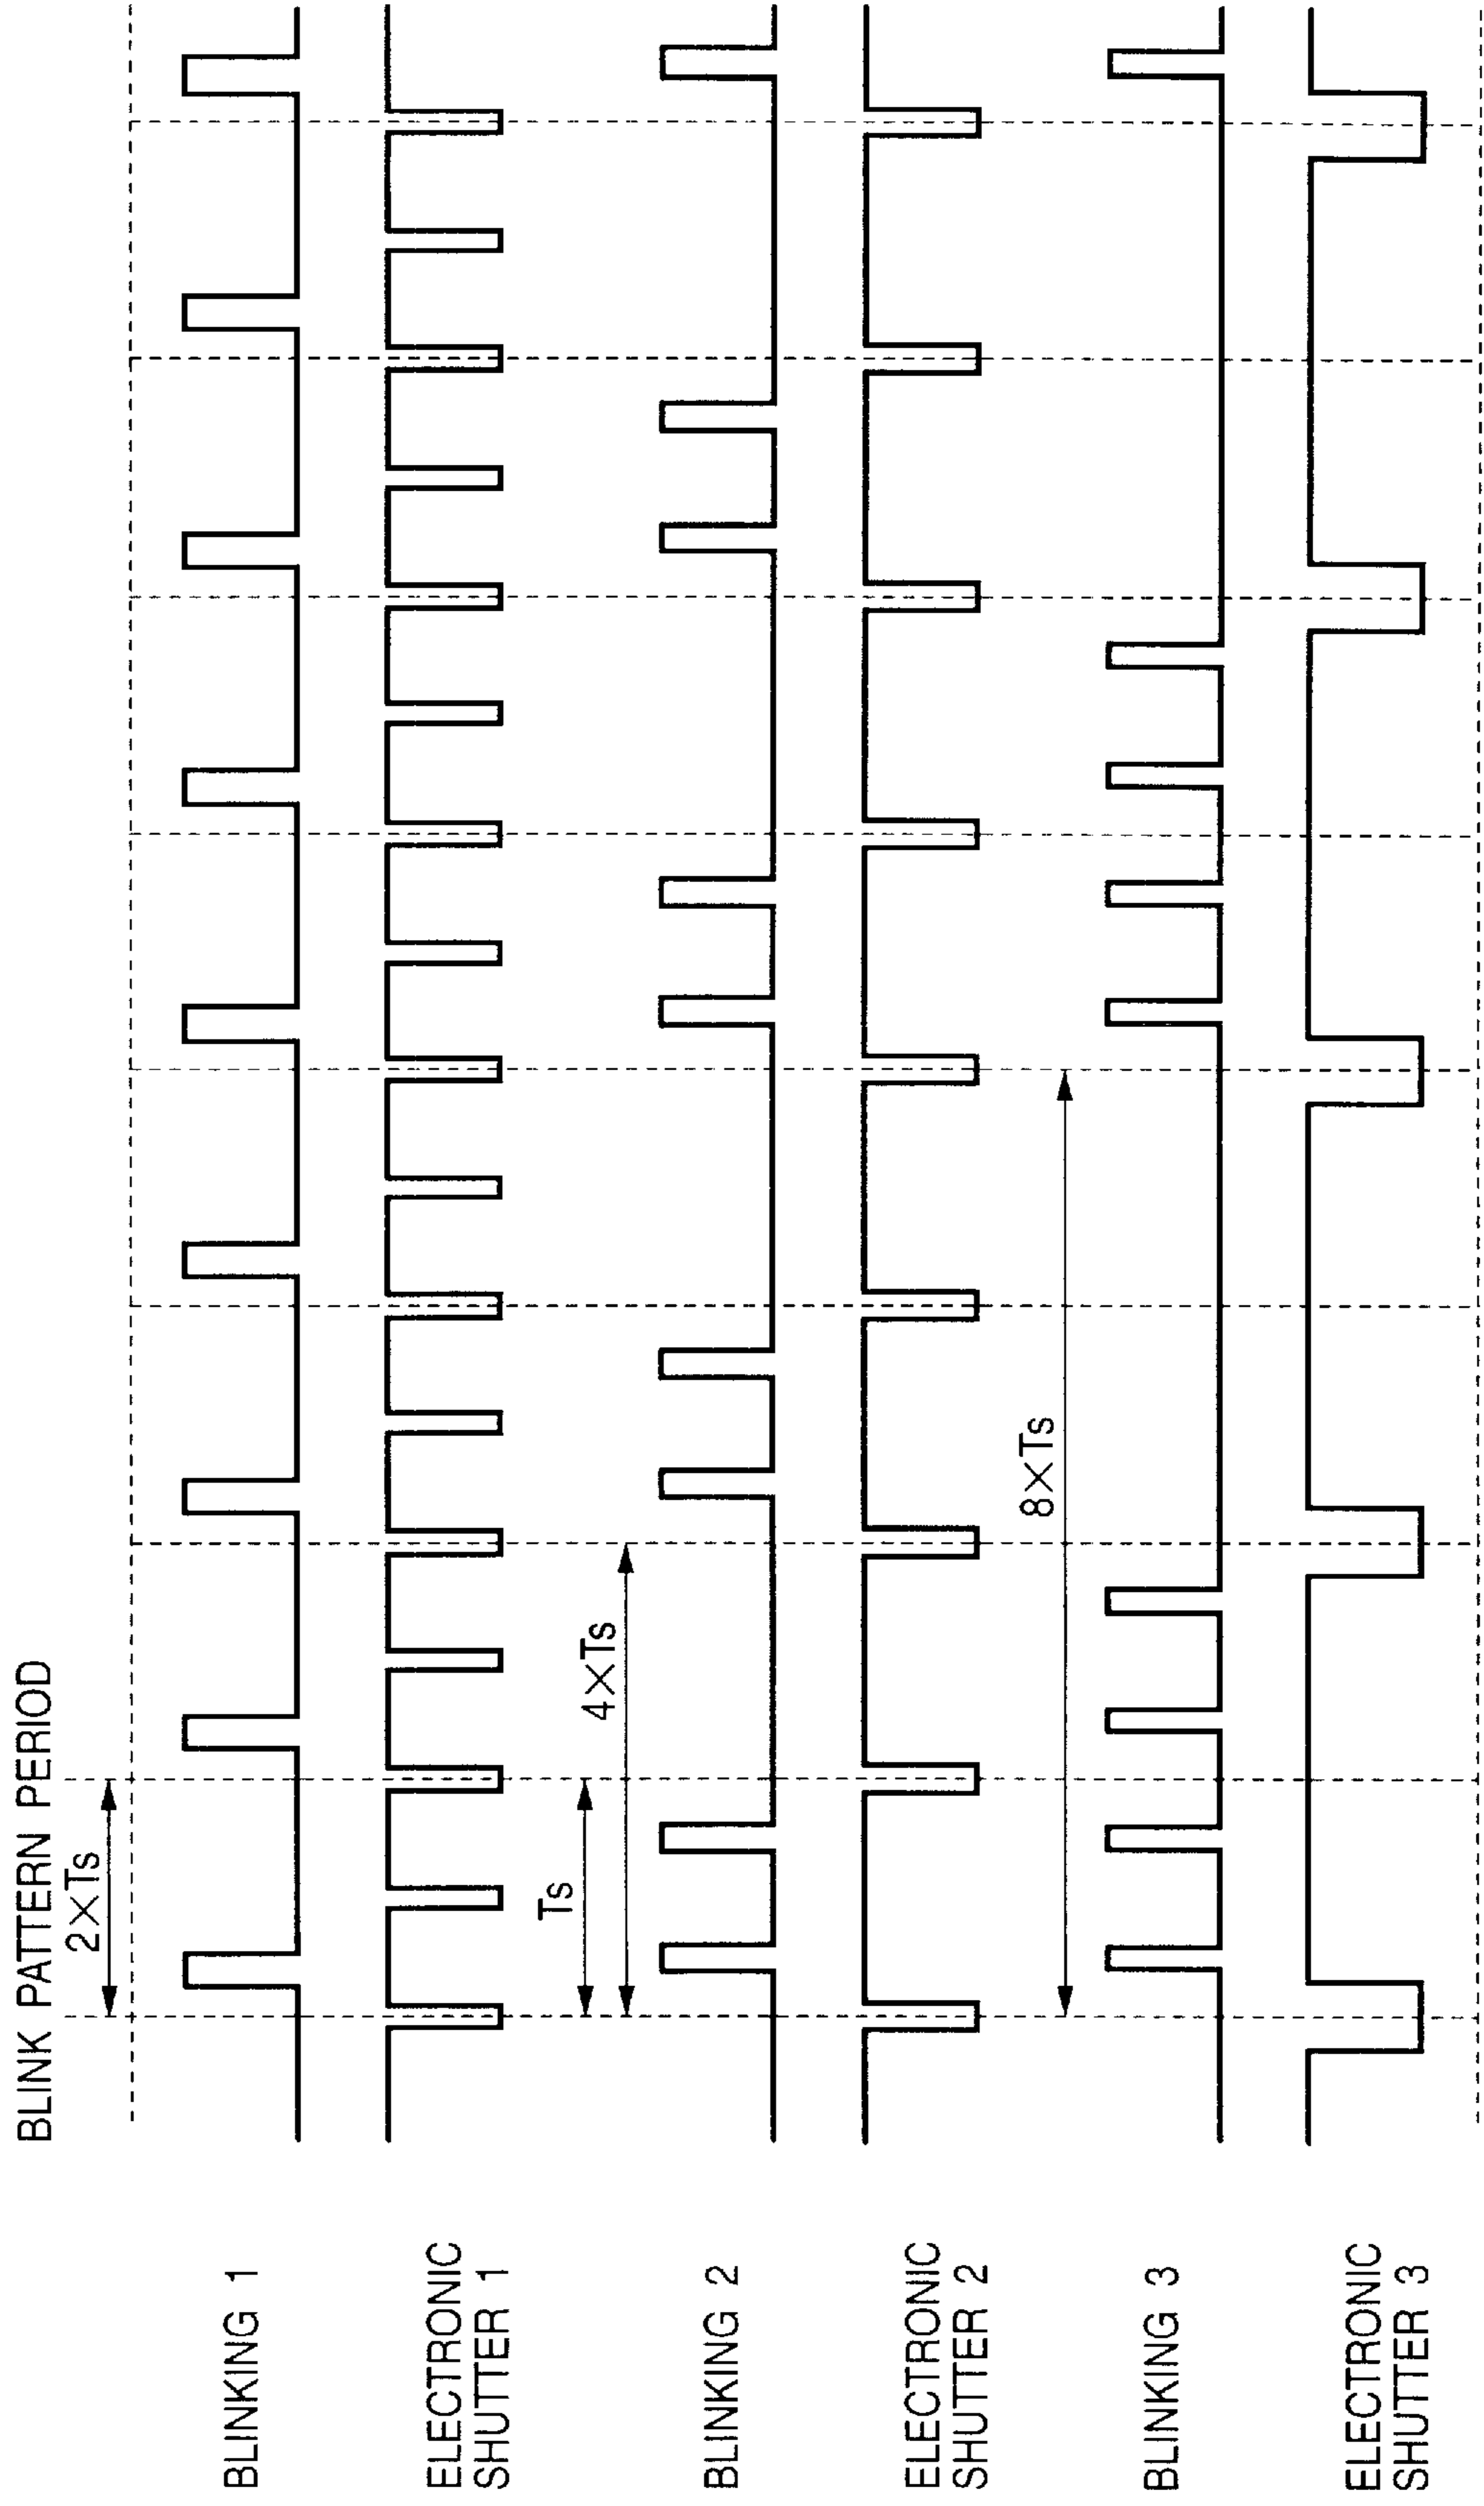 BLINK PATTERN PERIOD
2×Ts
BLINKING 1
ELECTRONIC
SHUTTER 1
Ts
4×Ts
BLINKING 2
ELECTRONIC
SHUTTER 2
8×Ts
BLINKING 3
ELECTRONIC
SHUTTER 3